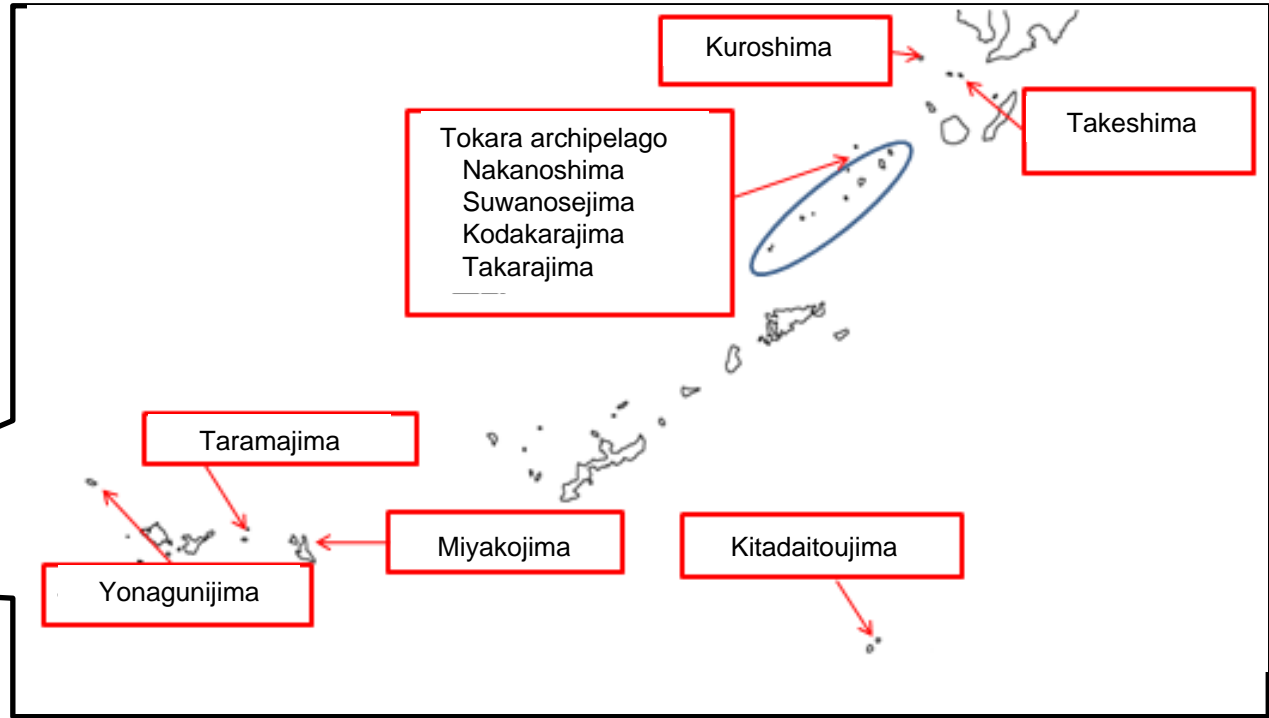 Kuroshima
Takeshima
Tokara archipelago
Nakanoshima
Suwanosejima
Kodakarajima
Takarajima
Taramajima
Miyakojima
Kitadaitoujima
Yonagunijima